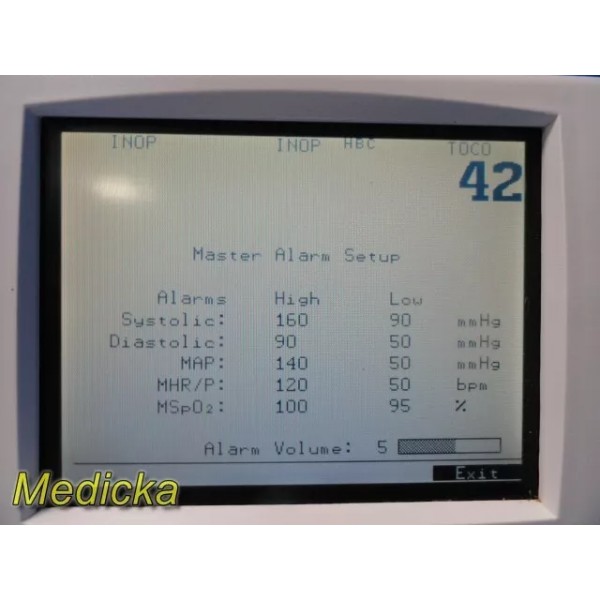 INOP INOP HBC TOCO
42
Master Alarm Setup
Alarms High Low
Systolic: 160 90 mmHg
Diastolic: 90 50 mmHg
MAP: 140 50 mmHg
MHR/P: 120 50 bpm
MSpO₂: 100 95 %
Alarm Volume: 5
Exit
Medicka